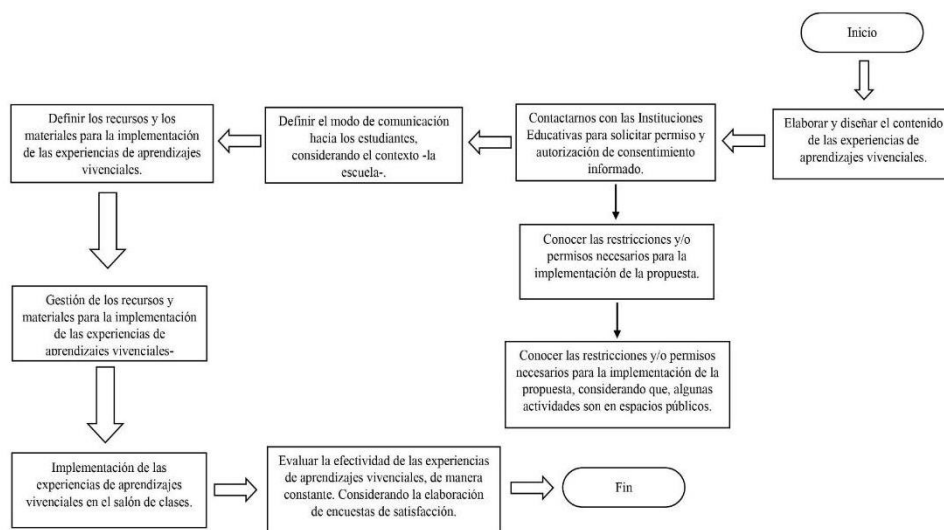 Inicio
Elaborar y diseñar el contenido
de las experiencias de
aprendizajes vivenciales.
Contactarnos con las Instituciones
Educativas para solicitar permiso y
autorización de consentimiento
informado.
Definir el modo de comunicación
hacia los estudiantes,
considerando el contexto -la
escuela-.
Definir los recursos y los
materiales para la implementación
de las experiencias de aprendizajes
vivenciales.
Conocer las restricciones y/o
permisos necesarios para la
implementación de la propuesta.
Conocer las restricciones y/o permisos
necesarios para la implementación de la
propuesta, considerando que, algunas
actividades son en espacios públicos.
Gestión de los recursos y
materiales para la implementación
de las experiencias de
aprendizajes vivenciales-
Implementación de las
experiencias de aprendizajes
vivenciales en el salón de clases.
Evaluar la efectividad de las experiencias
de aprendizajes vivenciales, de manera
constante. Considerando la elaboración
de encuestas de satisfacción.
Fin